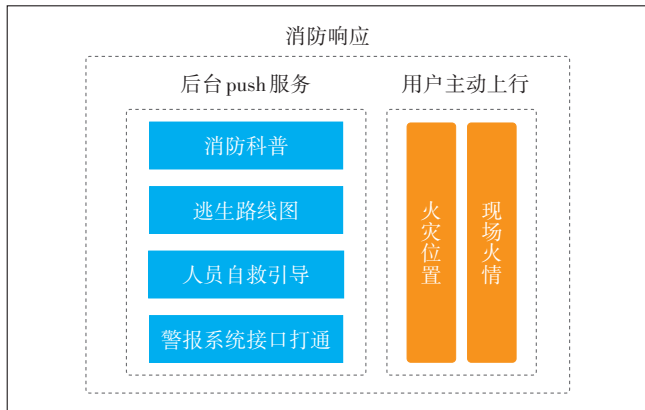 消防响应
后台push服务
用户主动上行
消防科普
逃生路线图
人员自救引导
警报系统接口打通
火灾位置
现场火情